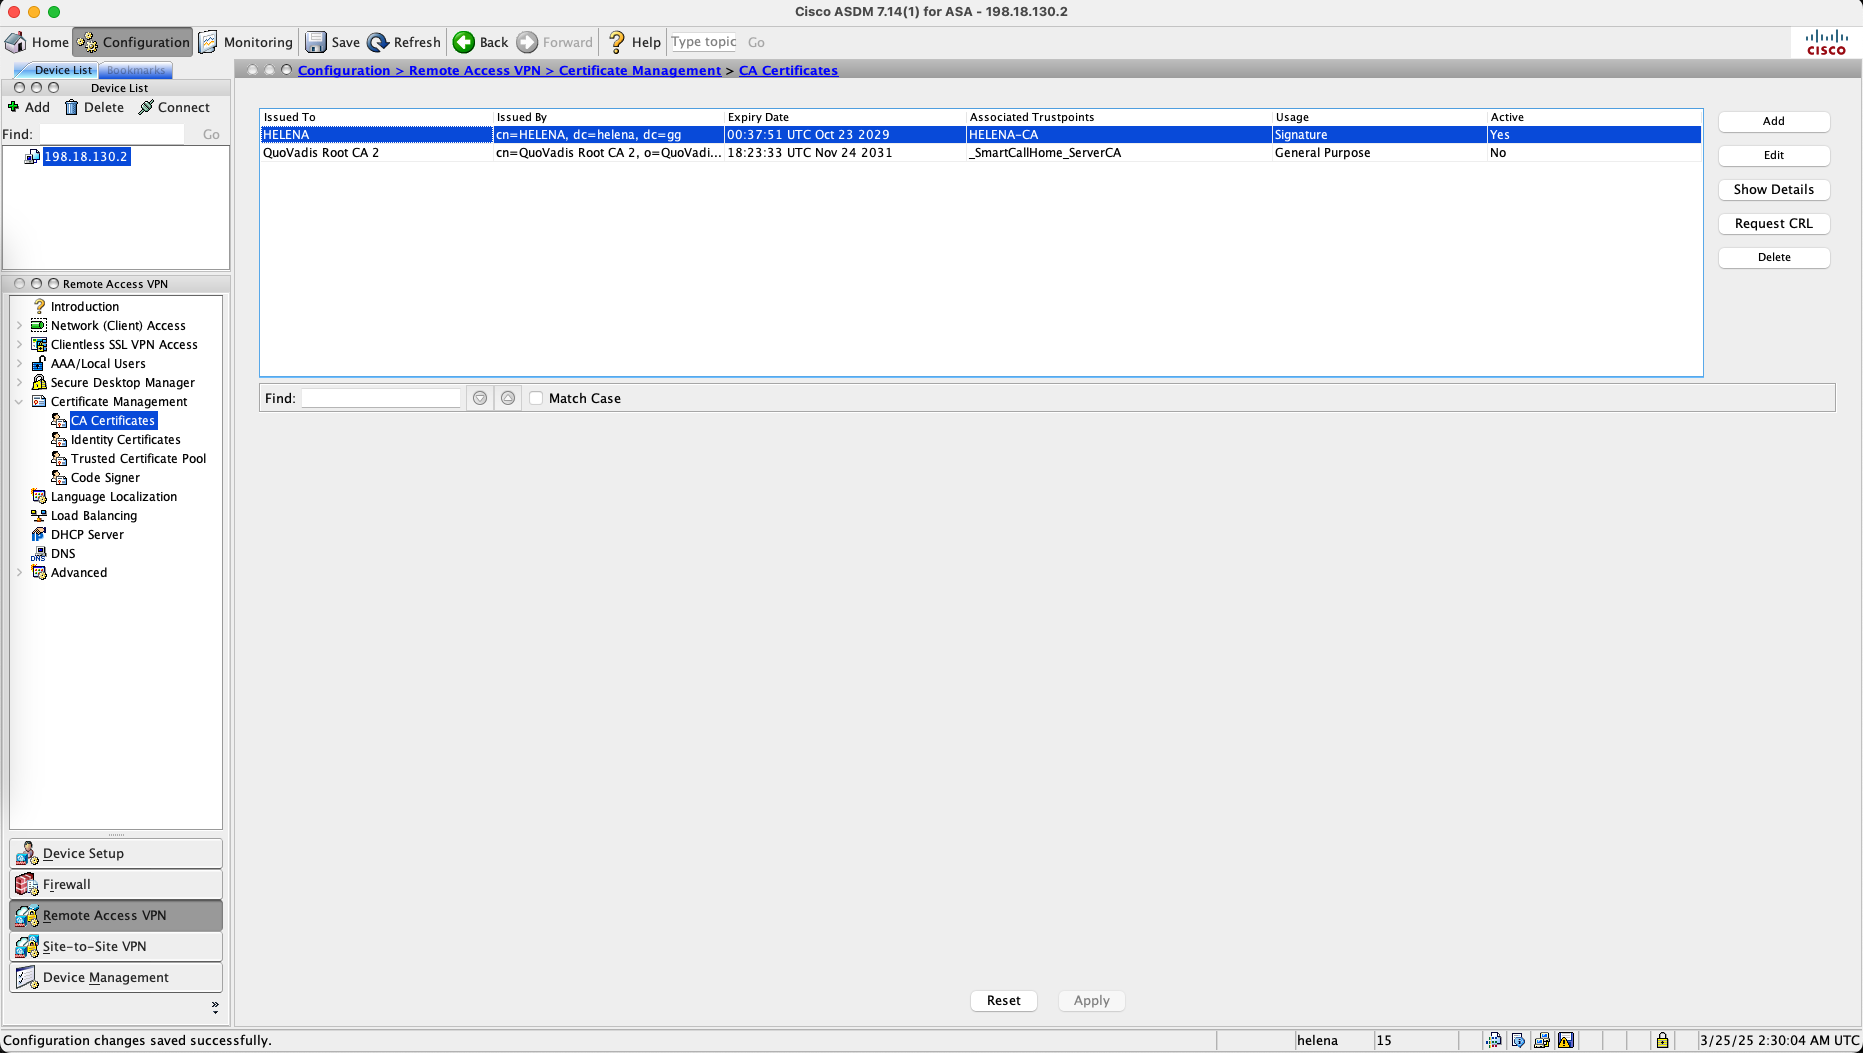 Cisco ASDM 7.14(1) for ASA - 198.18.130.2
Home Configuration Monitoring Save Refresh Back Forward Help Type topic Go
CISCO
Device List Bookmarks
Device List
Add Delete Connect
Find: Go
198.18.130.2
Remote Access VPN
Introduction
Network (Client) Access
Clientless SSL VPN Access
AAA/Local Users
Secure Desktop Manager
Certificate Management
CA Certificates
Identity Certificates
Trusted Certificate Pool
Code Signer
Language Localization
Load Balancing
DHCP Server
DNS
Advanced
Device Setup
Firewall
Remote Access VPN
Site-to-Site VPN
Device Management
Configuration > Remote Access VPN > Certificate Management > CA Certificates
Issued To Issued By Expiry Date Associated Trustpoints Usage Active
HELENA cn=HELENA, dc=helena, dc=gg 00:37:51 UTC Oct 23 2029 HELENA-CA Signature Yes
QuoVadis Root CA 2 cn=QuoVadis Root CA 2, o=QuoVadi... 18:23:33 UTC Nov 24 2031 _SmartCallHome_ServerCA General Purpose No
Add
Edit
Show Details
Request CRL
Delete
Find: Match Case
Reset Apply
Configuration changes saved successfully. helena 15 3/25/25 2:30:04 AM UTC